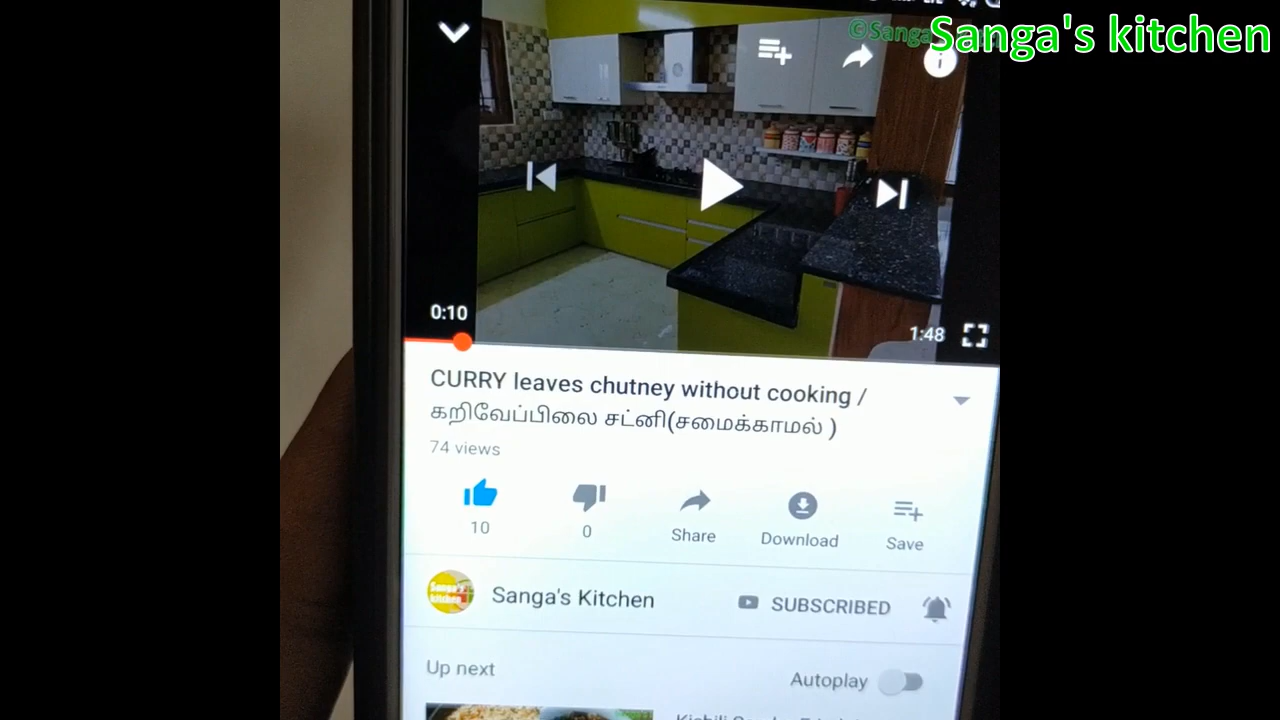 Sanga's kitchen
©Sanga
0:10
1:48
CURRY leaves chutney without cooking /
கறிவேப்பிலை சட்னி(சமைக்காமல் )
74 views
10
0
Share
Download
Save
Sanga's Kitchen
SUBSCRIBED
Up next
Autoplay